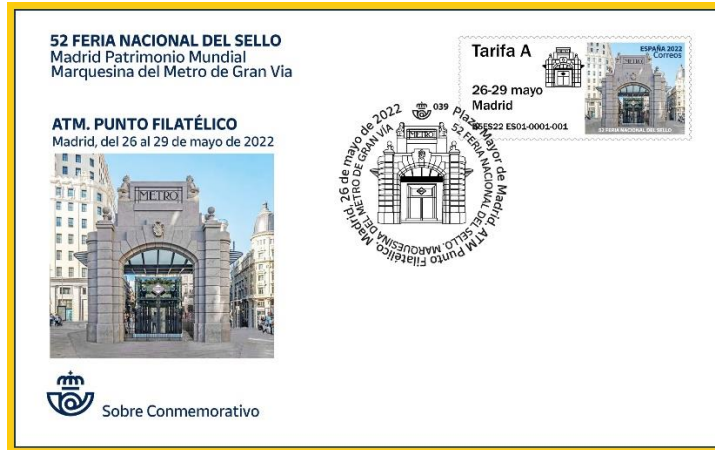 52 FERIA NACIONAL DEL SELLO
Madrid Patrimonio Mundial
Marquesina del Metro de Gran Via
ATM. PUNTO FILATÉLICO
Madrid, del 26 al 29 de mayo de 2022
METRO
Sobre Conmemorativo
Tarifa A
26-29 mayo
Madrid
ES22 ES01-0001-001
ESPAÑA 2022
Correos
52 FERIA NACIONAL DEL SELLO
039
Madrid, 26 de mayo de 2022
Plaza Mayor de Madrid. ATM Punto Filatélico
52 FERIA NACIONAL DEL SELLO. MARQUESINA DEL METRO DE GRAN VÍA
METRO